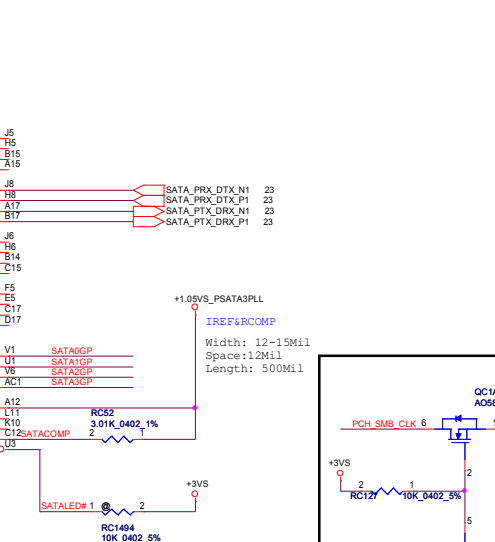 J5
H5
B15
A15
J8
H8
A17
B17
SATA_PRX_DTX_N1 23
SATA_PRX_DTX_P1 23
SATA_PTX_DRX_N1 23
SATA_PTX_DRX_P1 23
J6
H6
B14
C15
F5
E5
C17
D17
+1.05VS_PSATA3PLL
IREF&RCOMP
Width: 12-15Mil
Space:12Mil
Length: 500Mil
V1 SATA0GP
U1 SATA1GP
V6 SATA2GP
AC1 SATA3GP
A12
L11
K10
C12 SATACOMP
U3
RC52
3.01K_0402_1%
2 1
QC1A
AO58
PCH_SMB_CLK 6 1
+3VS
2 1
RC127 10K_0402_5%
2
5
+3VS
SATALED# 1 @ 2
RC1494
10K_0402_5%